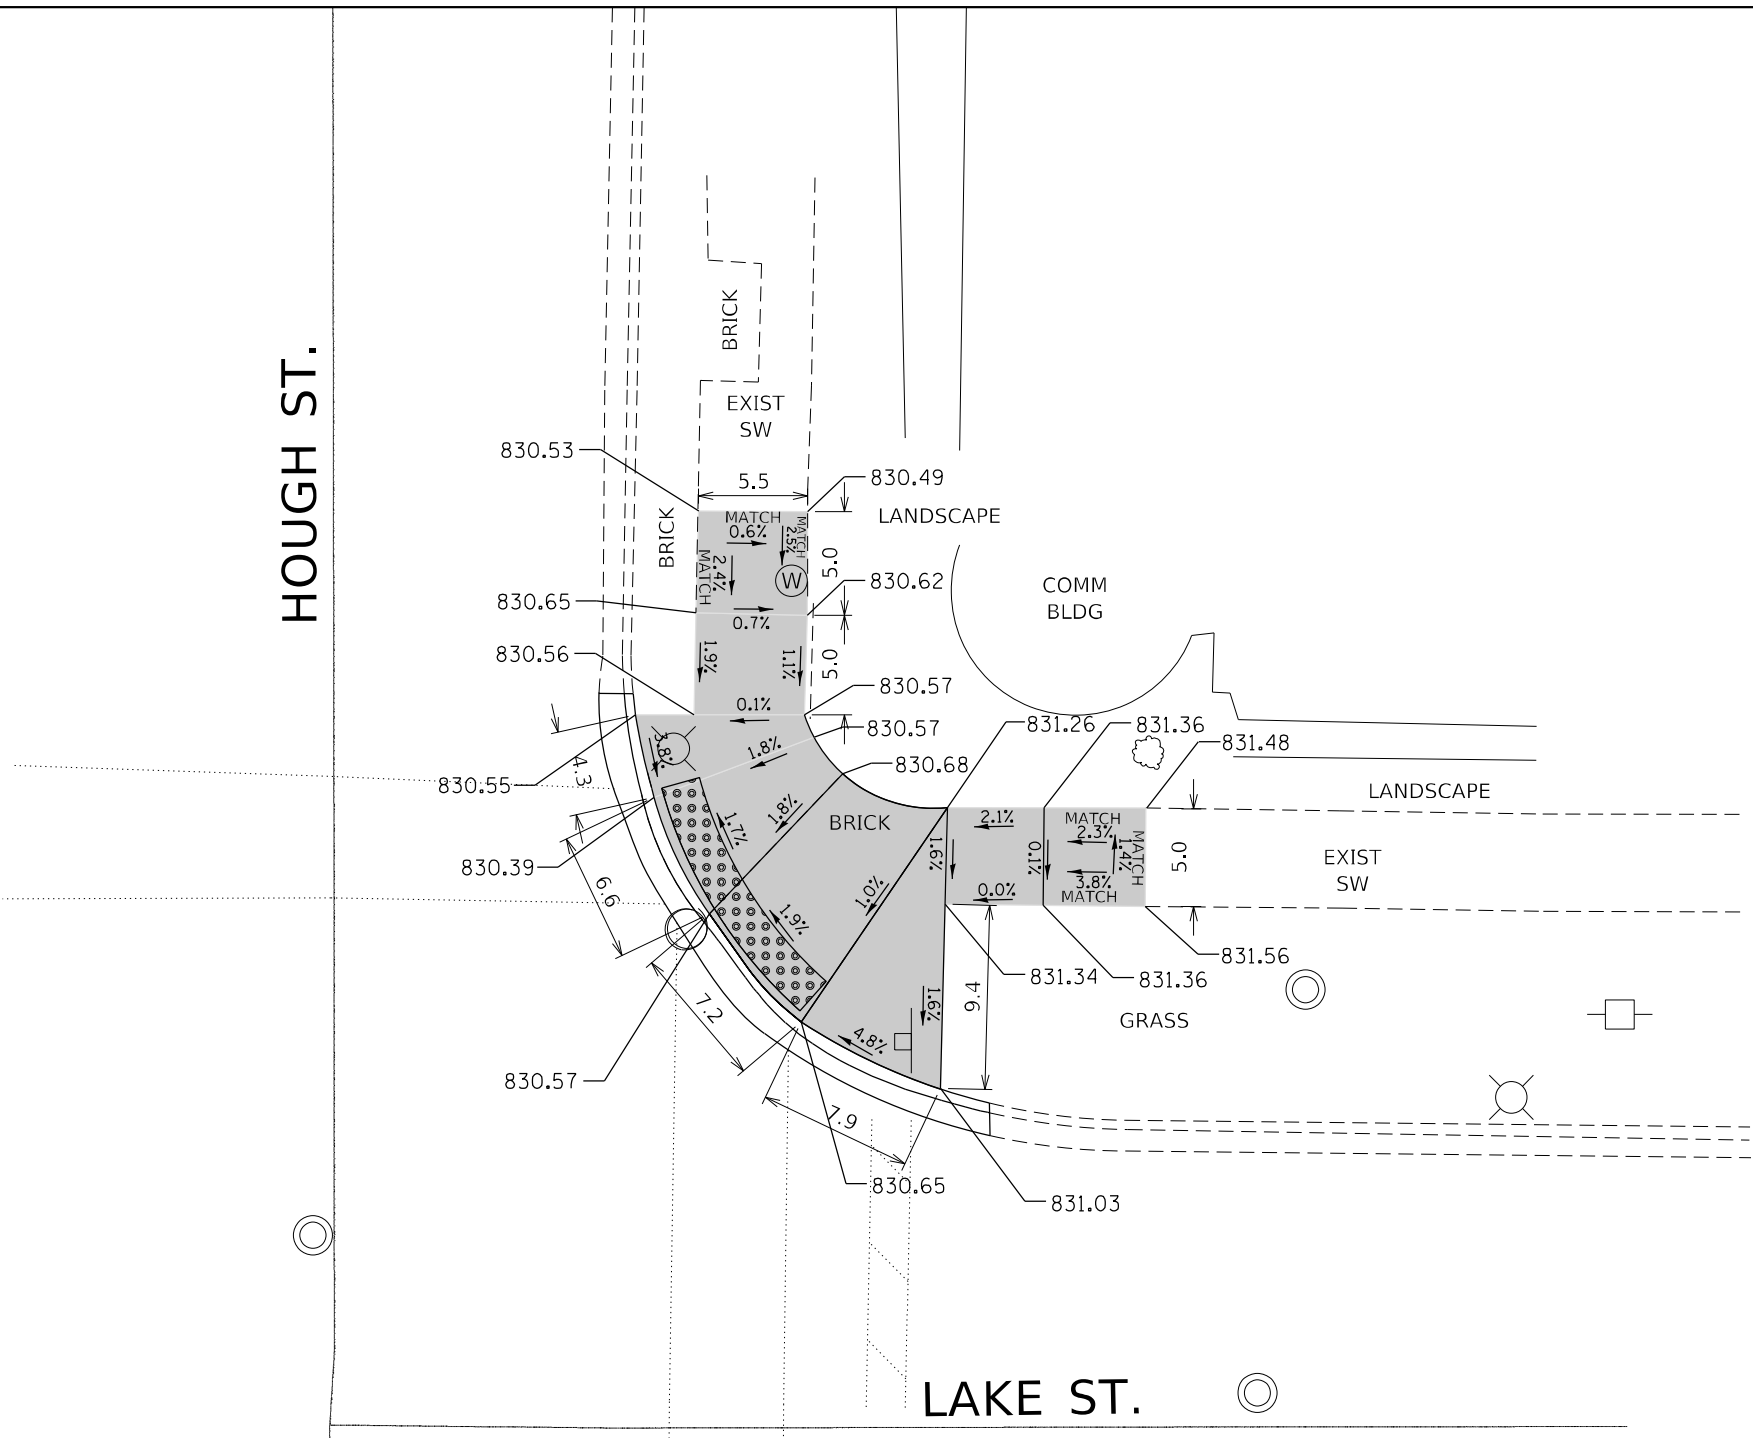 HOUGH ST.
BRICK
EXIST
SW
830.53
830.49
5.5
LANDSCAPE
BRICK
MATCH
0.6%
MATCH
2.5%
MATCH
2.4%
W
5.0
830.62
COMM
BLDG
830.65
0.7%
1.9%
1.1%
5.0
830.56
830.57
0.1%
830.57
831.26
831.36
831.48
3.8%
1.8%
830.68
4.3
830.55
LANDSCAPE
1.8%
1.7%
BRICK
2.1%
MATCH
2.3%
MATCH
1.4%
1.6%
0.1%
5.0
EXIST
SW
830.39
3.8%
MATCH
0.0%
1.0%
6.6
1.9%
831.56
831.34
831.36
9.4
7.2
1.6%
GRASS
4.8%
830.57
7.9
830.65
831.03
LAKE ST.